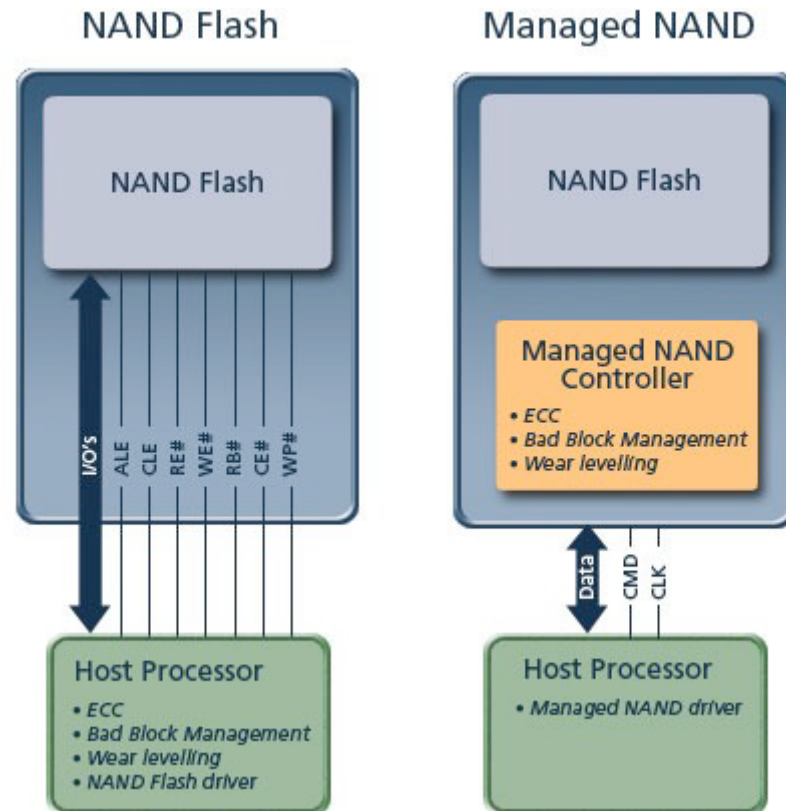 NAND Flash
NAND Flash
I/O's
ALE
CLE
RE#
WE#
RB#
CE#
WP#
Host Processor
• ECC
• Bad Block Management
• Wear levelling
• NAND Flash driver
Managed NAND
NAND Flash
Managed NAND
Controller
• ECC
• Bad Block Management
• Wear levelling
Data
CMD
CLK
Host Processor
• Managed NAND driver